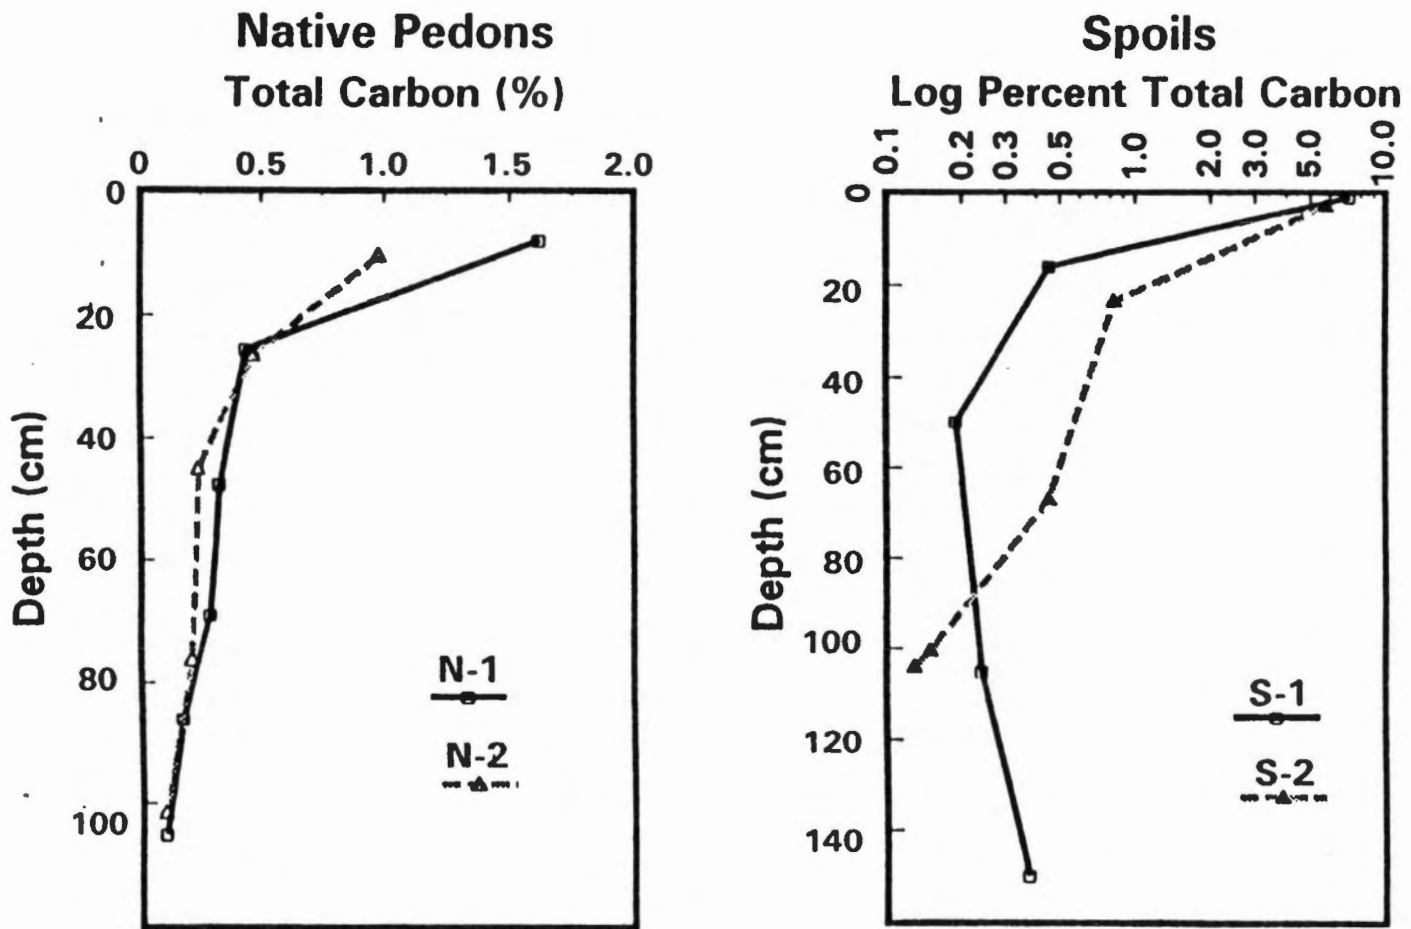 Native Pedons
Total Carbon (%)
0 0.5 1.0 1.5 2.0
0
20
40
60
80
100
Depth (cm)
N-1
N-2
Spoils
Log Percent Total Carbon
0.1 0.2 0.3 0.5 1.0 2.0 3.0 5.0 10.0
0
20
40
60
80
100
120
140
Depth (cm)
S-1
S-2